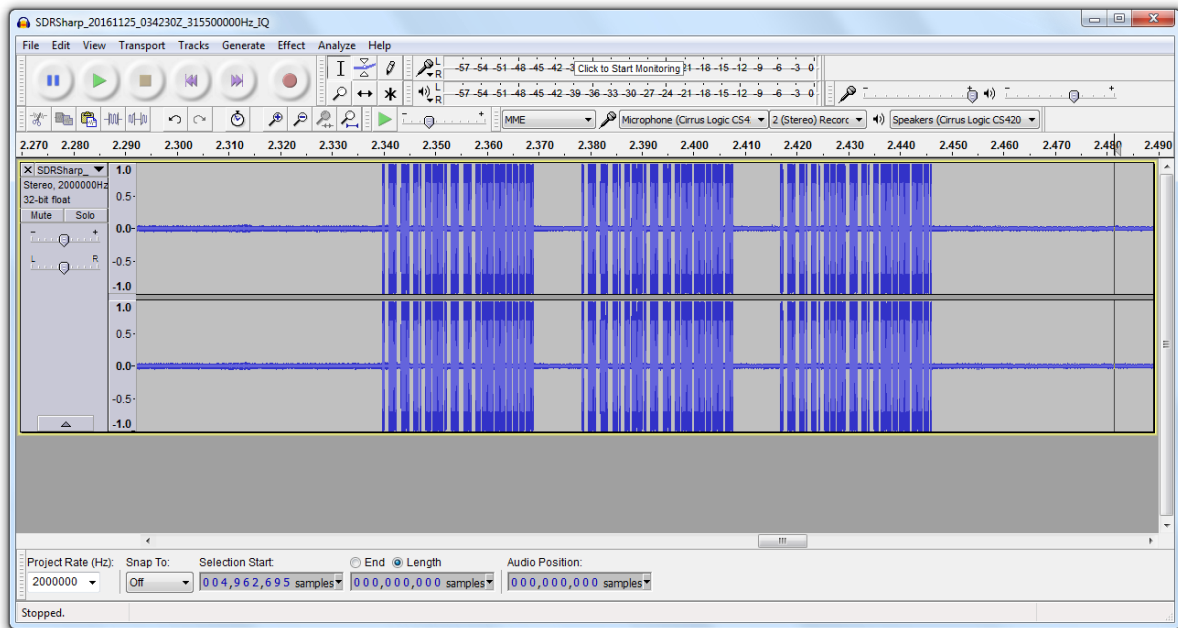 SDRSharp_20161125_034230Z_315500000Hz_IQ
File Edit View Transport Tracks Generate Effect Analyze Help
L
R
-57 -54 -51 -48 -45 -42 -3 Click to Start Monitoring 21 -18 -15 -12 -9 -6 -3 0
L
R
-57 -54 -51 -48 -45 -42 -39 -36 -33 -30 -27 -24 -21 -18 -15 -12 -9 -6 -3 0
- +
- +
- +
MME
Microphone (Cirrus Logic CS4
2 (Stereo) Recorc
Speakers (Cirrus Logic CS420
2.270 2.280 2.290 2.300 2.310 2.320 2.330 2.340 2.350 2.360 2.370 2.380 2.390 2.400 2.410 2.420 2.430 2.440 2.450 2.460 2.470 2.480 2.490
X SDRSharp_
Stereo, 2000000Hz
32-bit float
Mute Solo
- +
L R
1.0
0.5-
0.0-
-0.5-
-1.0
1.0
0.5-
0.0-
-0.5-
-1.0
Project Rate (Hz): Snap To: Selection Start: End Length Audio Position:
2000000 Off 004,962,695 samples 000,000,000 samples 000,000,000 samples
Stopped.